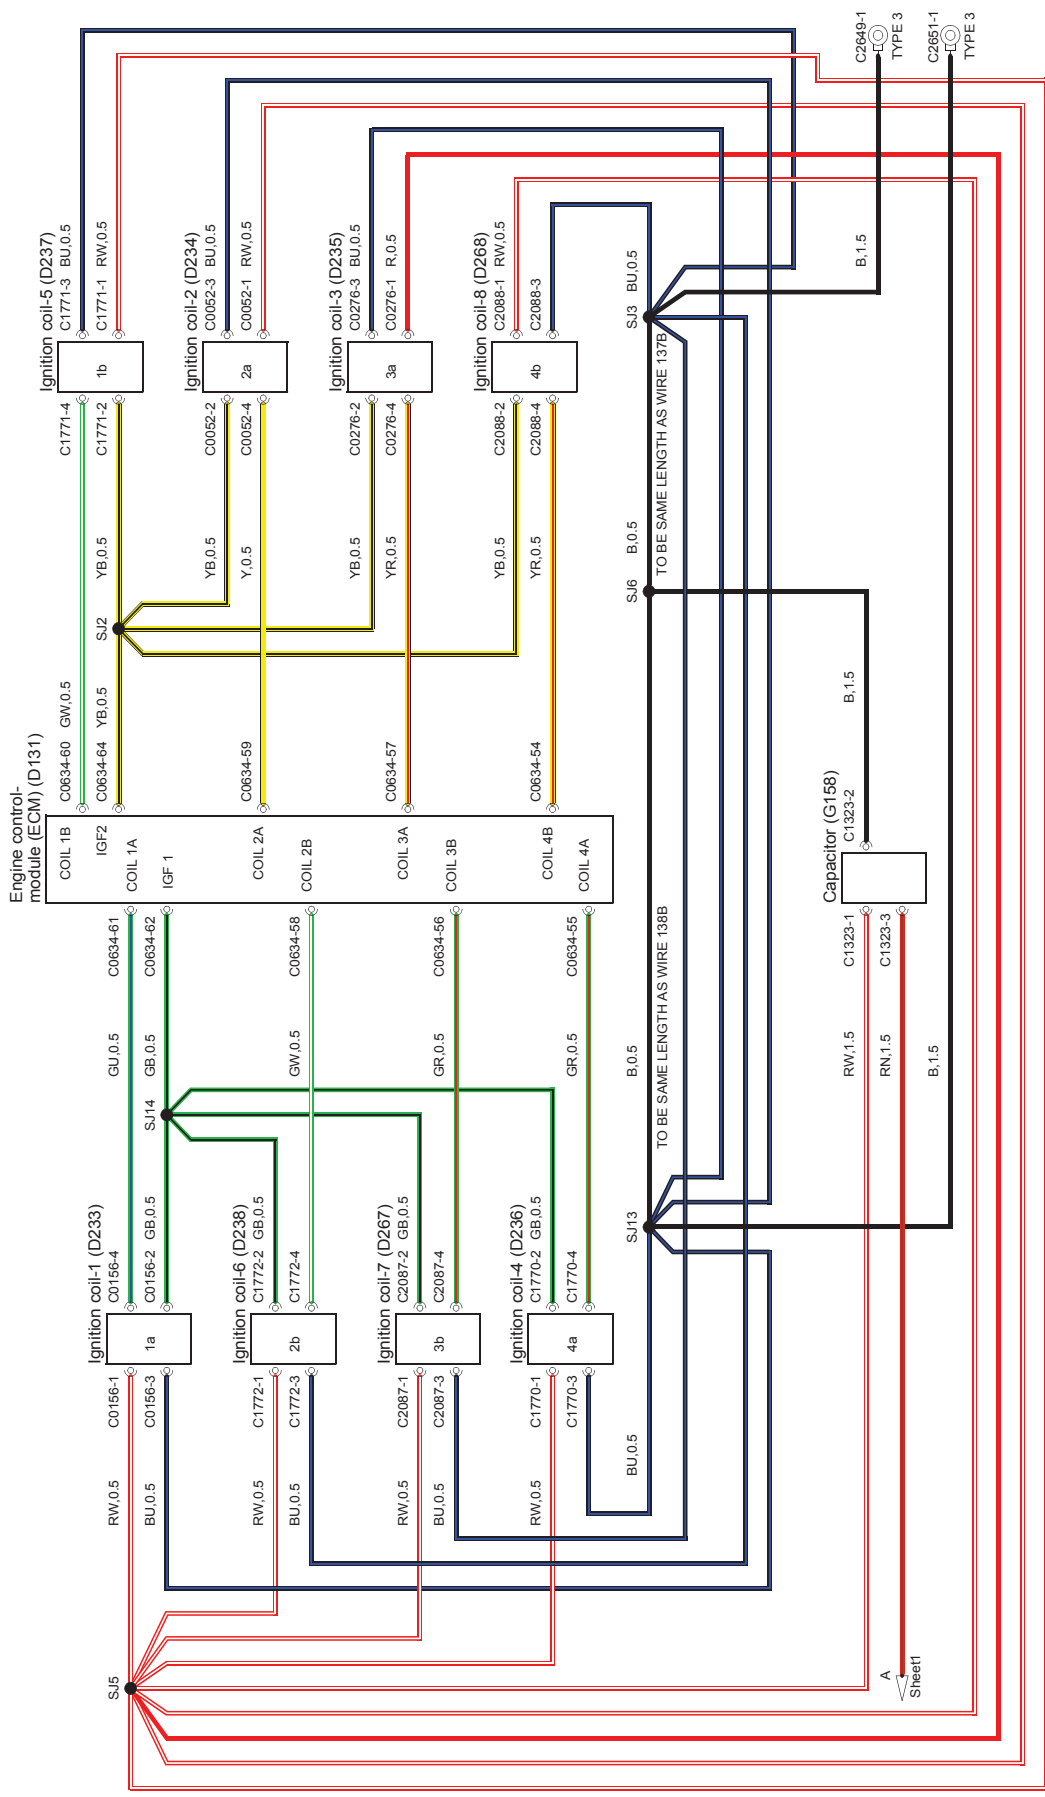 Engine control-
module (ECM) (D131)
COIL 1B
IGF2
COIL 1A
IGF 1
COIL 2A
COIL 2B
COIL 3A
COIL 3B
COIL 4B
COIL 4A
C0634-60 GW,0.5
C0634-64 YB,0.5
C0634-59
C0634-57
C0634-54
C0634-61
C0634-62
C0634-58
C0634-56
C0634-55
GU,0.5
GB,0.5
GW,0.5
GR,0.5
GR,0.5
SJ2
YB,0.5
YB,0.5
Y,0.5
YB,0.5
YR,0.5
YB,0.5
YR,0.5
Ignition coil-5 (D237)
C1771-3 BU,0.5
C1771-1 RW,0.5
1b
C1771-4
C1771-2
Ignition coil-2 (D234)
C0052-3 BU,0.5
C0052-1 RW,0.5
2a
C0052-2
C0052-4
Ignition coil-3 (D235)
C0276-3 BU,0.5
C0276-1 R,0.5
3a
C0276-2
C0276-4
Ignition coil-8 (D268)
C2088-1 RW,0.5
C2088-3
4b
C2088-2
C2088-4
BU,0.5
SJ3
TO BE SAME LENGTH AS WIRE 137B
B,0.5
SJ6
B,1.5
B,1.5
C2649-1
TYPE 3
C2651-1
TYPE 3
Capacitor (G158)
C1323-2
C1323-1
C1323-3
RW,1.5
RN,1.5
B,1.5
B,0.5
TO BE SAME LENGTH AS WIRE 138B
SJ13
SJ14
Ignition coil-1 (D233)
C0156-4
C0156-2 GB,0.5
1a
C0156-1
C0156-3
RW,0.5
BU,0.5
Ignition coil-6 (D238)
C1772-2 GB,0.5
C1772-4
2b
C1772-1
C1772-3
RW,0.5
BU,0.5
Ignition coil-7 (D267)
C2087-2 GB,0.5
C2087-4
3b
C2087-1
C2087-3
RW,0.5
BU,0.5
Ignition coil-4 (D236)
C1770-2 GB,0.5
C1770-4
4a
C1770-1
C1770-3
RW,0.5
BU,0.5
SJ5
A
Sheet1